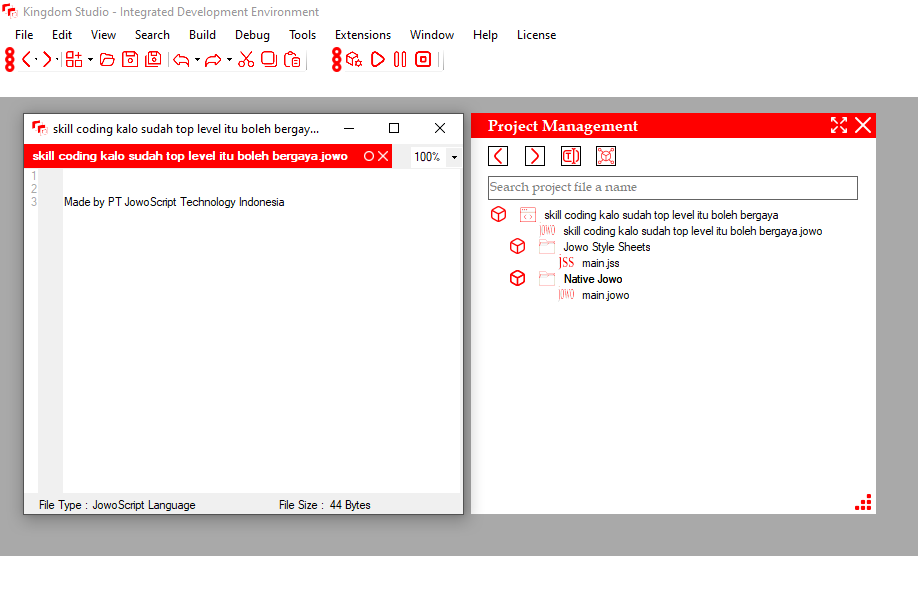 Kingdom Studio - Integrated Development Environment
File Edit View Search Build Debug Tools Extensions Window Help License
skill coding kalo sudah top level itu boleh bergay...
skill coding kalo sudah top level itu boleh bergaya.jowo
100%
1
2
3 Made by PT JowoScript Technology Indonesia
File Type : JowoScript Language File Size : 44 Bytes
Project Management
Search project file a name
skill coding kalo sudah top level itu boleh bergaya
JOWO skill coding kalo sudah top level itu boleh bergaya.jowo
Jowo Style Sheets
JSS main.jss
Native Jowo
JOWO main.jowo